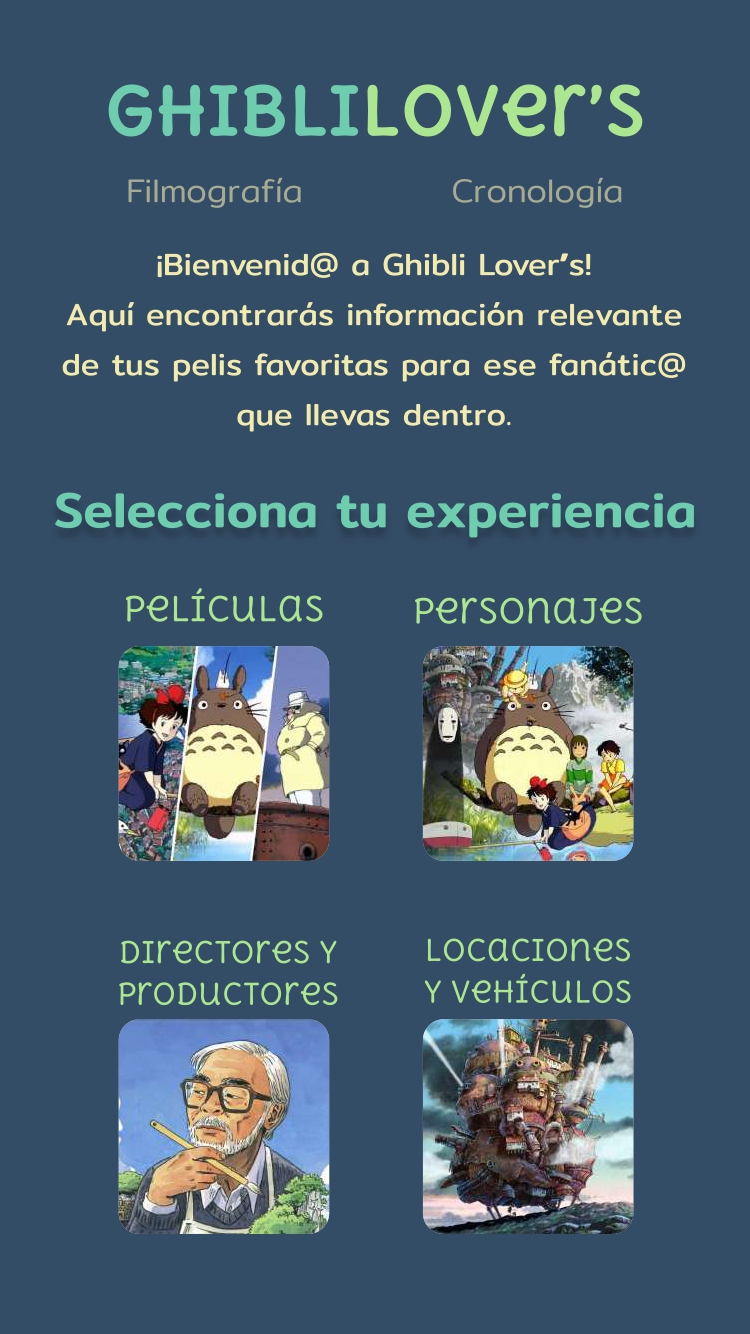 GHIBLILOVER'S
Filmografía Cronología
¡Bienvenid@ a Ghibli Lover's!
Aquí encontrarás información relevante
de tus pelis favoritas para ese fanátic@
que llevas dentro.
Selecciona tu experiencia
PELÍCULAS PERSONAJES
DIRECTORES Y
PRODUCTORES
LOCACIONES
Y VEHÍCULOS